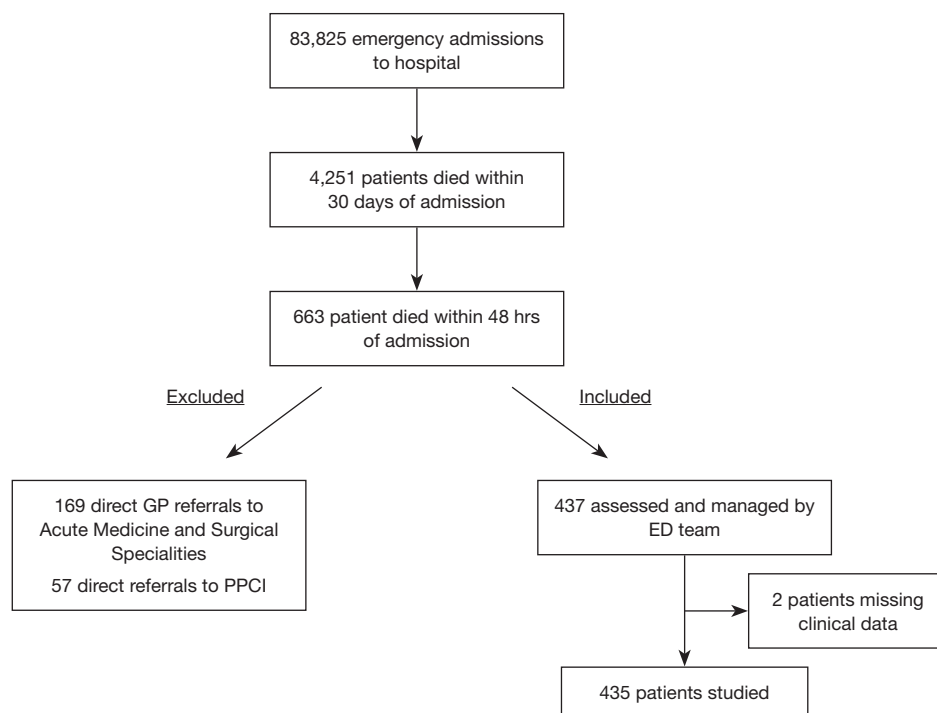 83,825 emergency admissions
to hospital
4,251 patients died within
30 days of admission
663 patient died within 48 hrs
of admission
Excluded
Included
169 direct GP referrals to
Acute Medicine and Surgical
Specialities
57 direct referrals to PPCI
437 assessed and managed by
ED team
2 patients missing
clinical data
435 patients studied